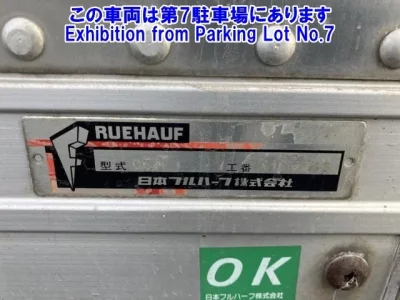 この車両は第7駐車場にあります
Exhibition from Parking Lot No.7
RUEHAUF
型式 工番
日本フルハーフ株式会社
OK
日本フルハーフ株式会社